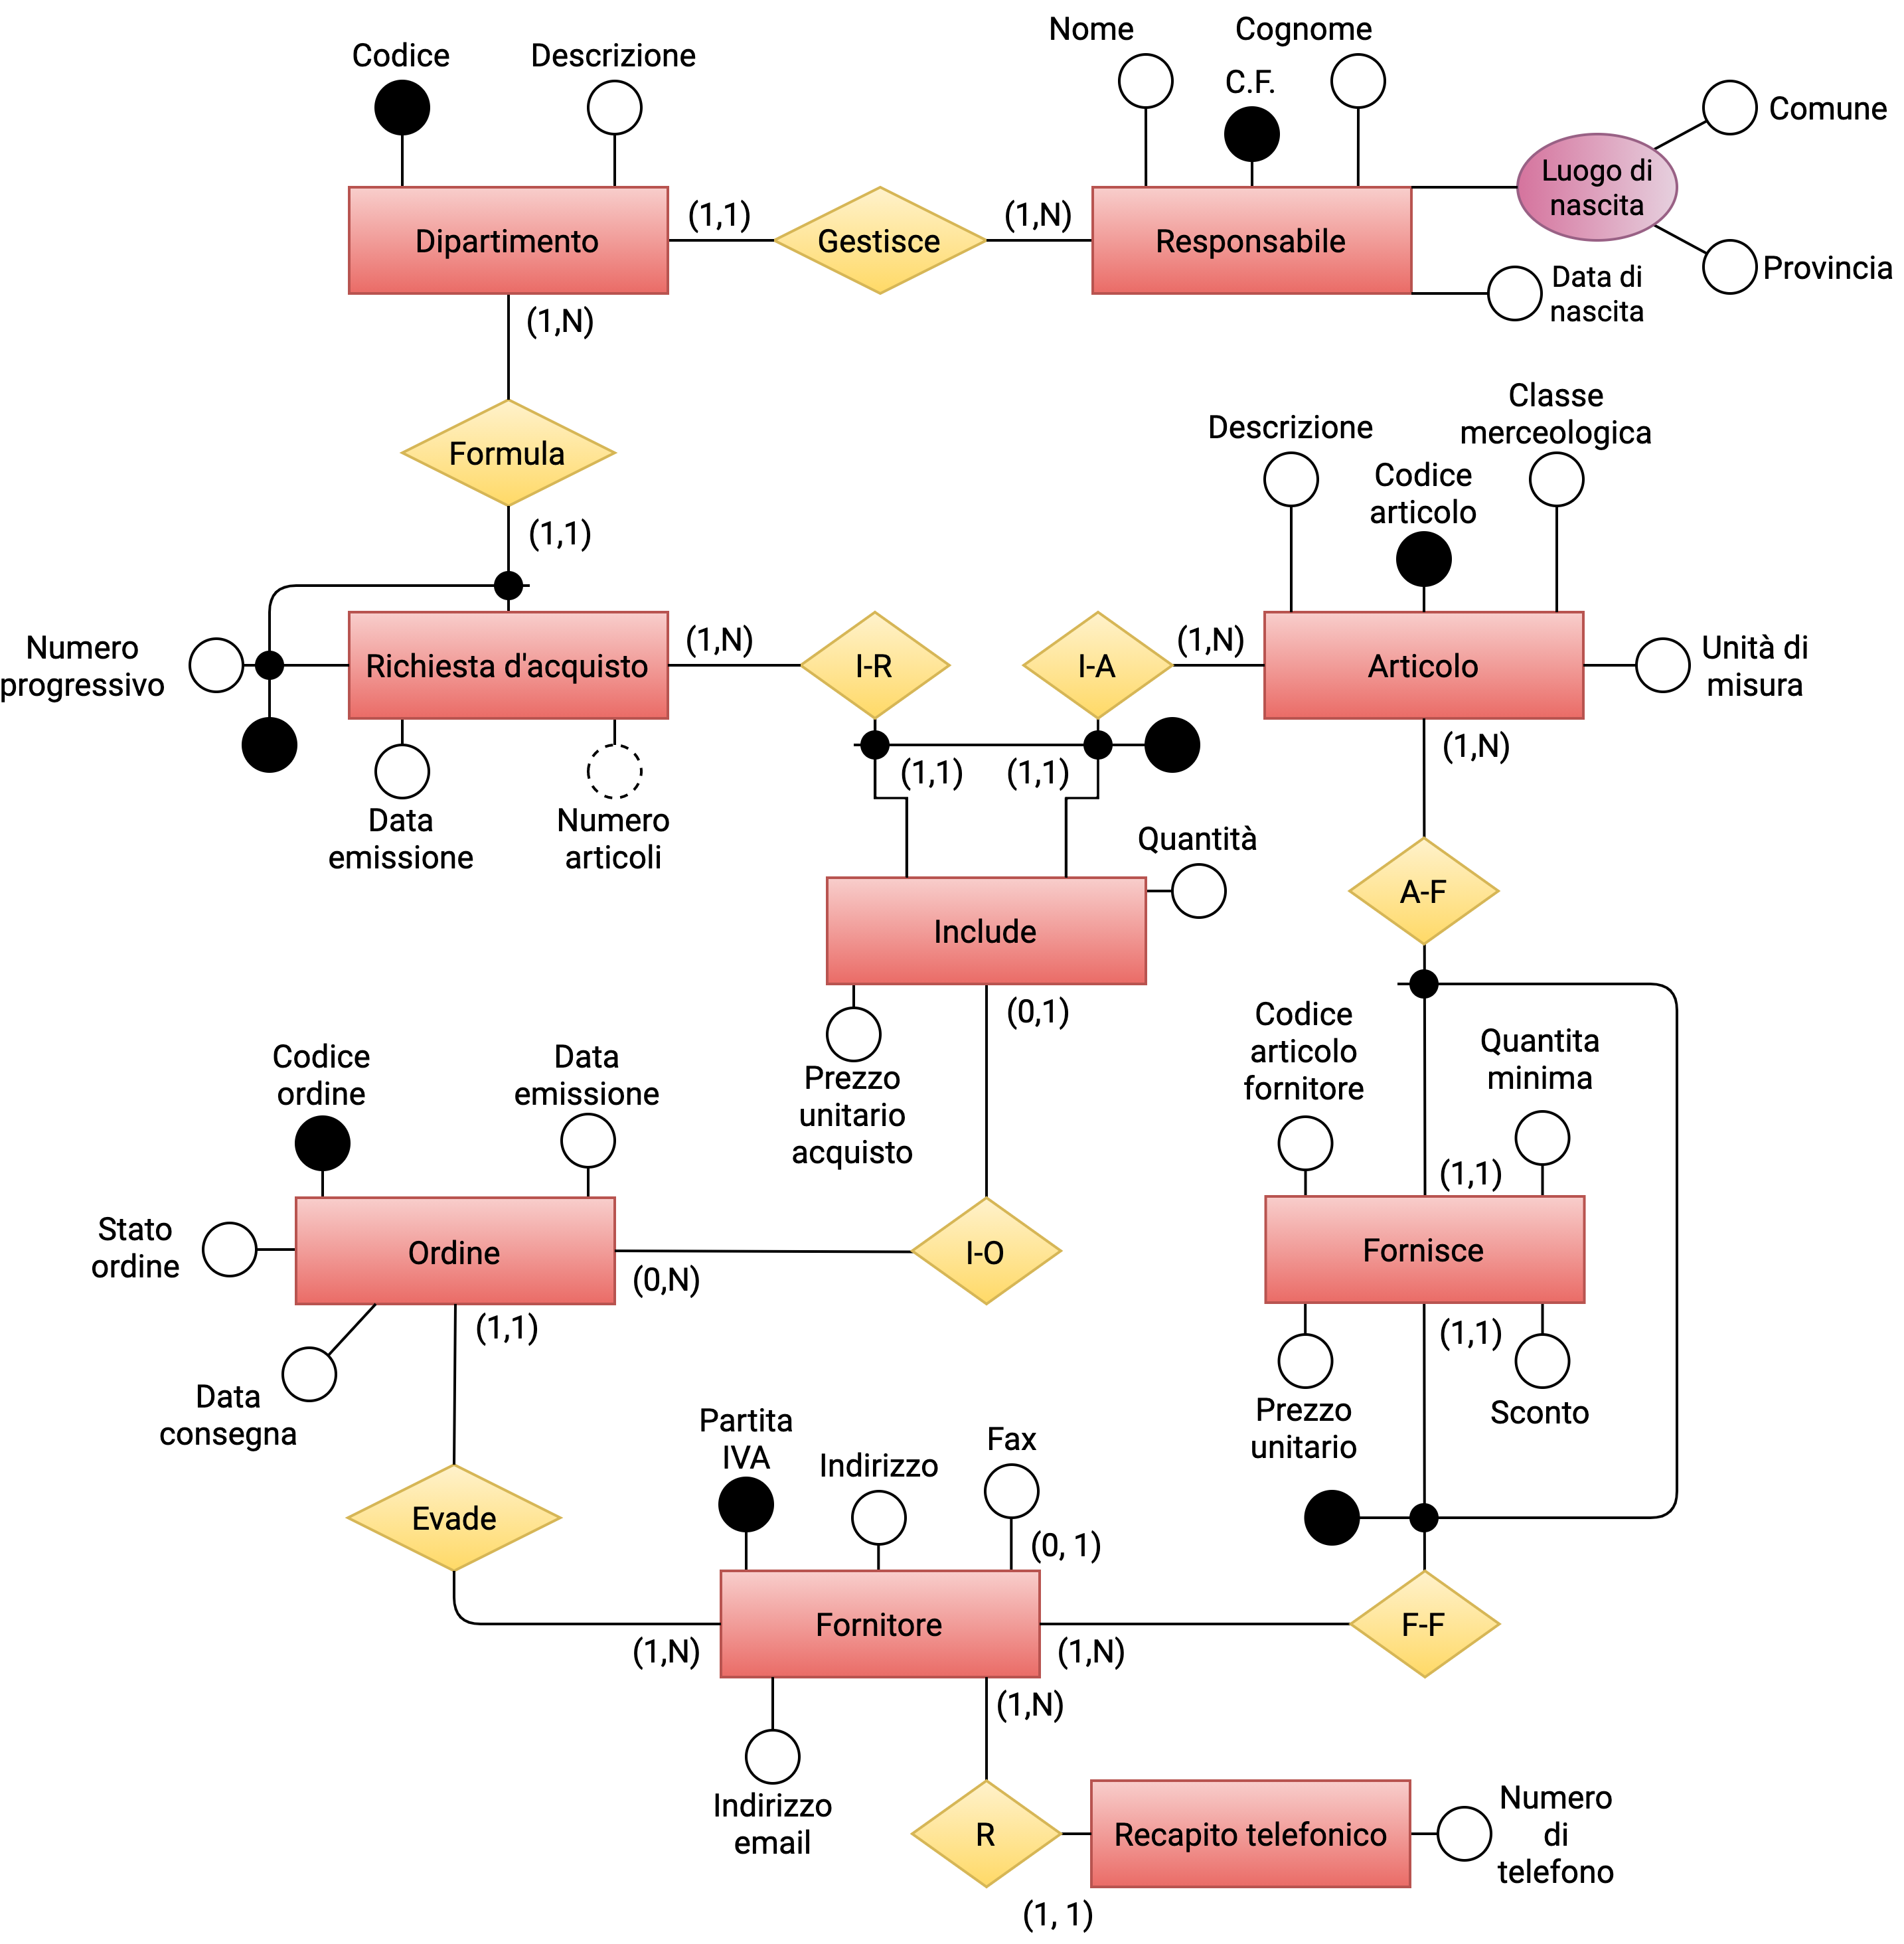 Nome
Cognome
Codice
Descrizione
C.F.
Comune
Luogo di
nascita
Dipartimento
(1,1)
Gestisce
(1,N)
Responsabile
Provincia
Data di
nascita
(1,N)
Formula
(1,1)
Descrizione
Classe
merceologica
Codice
articolo
Numero
progressivo
Richiesta d'acquisto
(1,N)
I-R
I-A
(1,N)
Articolo
Unità di
misura
(1,1)
(1,1)
(1,N)
Data
emissione
Numero
articoli
Quantità
Include
A-F
(0,1)
Prezzo
unitario
acquisto
Codice
articolo
fornitore
Quantita
minima
Codice
ordine
Data
emissione
Stato
ordine
Ordine
(0,N)
I-O
(1,1)
Fornisce
(1,1)
(1,1)
Data
consegna
Prezzo
unitario
Sconto
Partita
IVA
Indirizzo
Fax
(0, 1)
Evade
(1,N)
Fornitore
(1,N)
F-F
(1,N)
Indirizzo
email
R
Recapito telefonico
Numero
di
telefono
(1, 1)